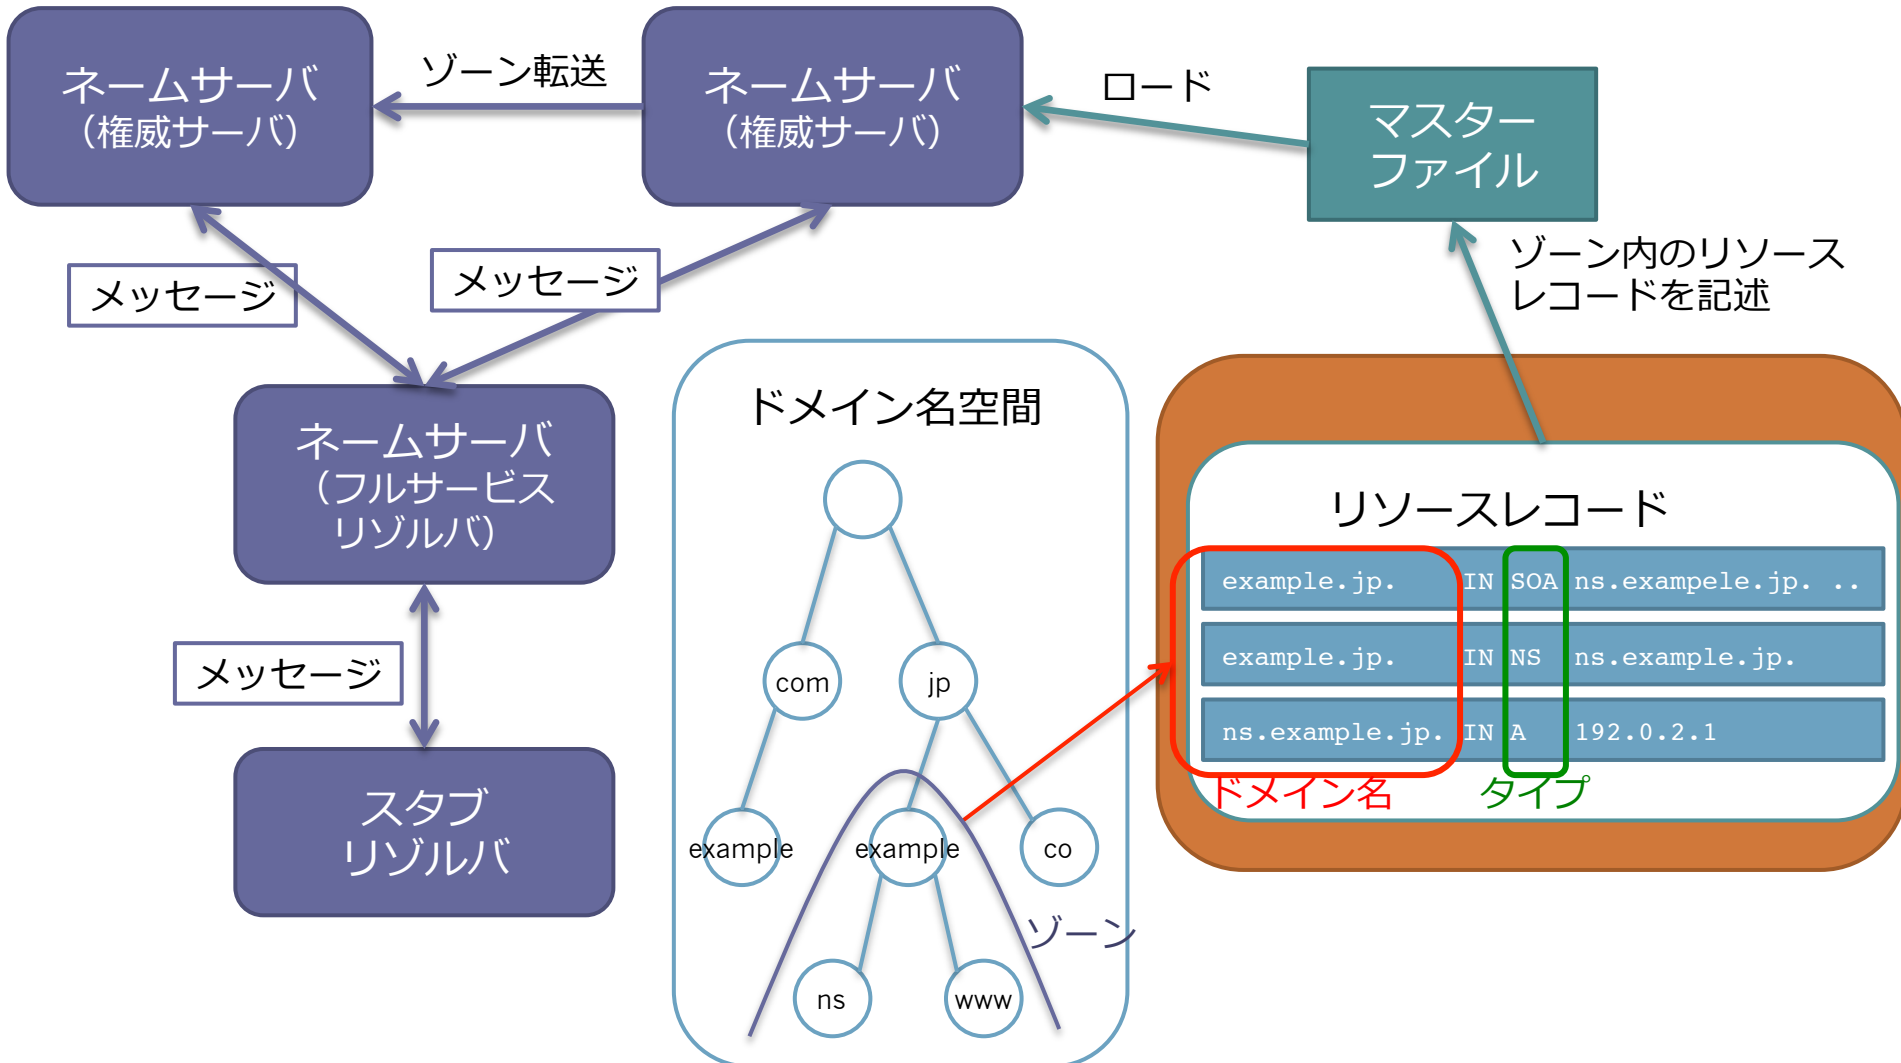 ネームサーバ
（権威サーバ）
ゾーン転送
ネームサーバ
（権威サーバ）
ロード
マスター
ファイル
メッセージ
メッセージ
ゾーン内のリソース
レコードを記述
ネームサーバ
（フルサービス
リゾルバ）
メッセージ
スタブ
リゾルバ
ドメイン名空間
com
jp
example
example
co
ゾーン
ns
www
リソースレコード
example.jp. IN SOA ns.exampele.jp. ..
example.jp. IN NS ns.example.jp.
ns.example.jp. IN A 192.0.2.1
ドメイン名
タイプ